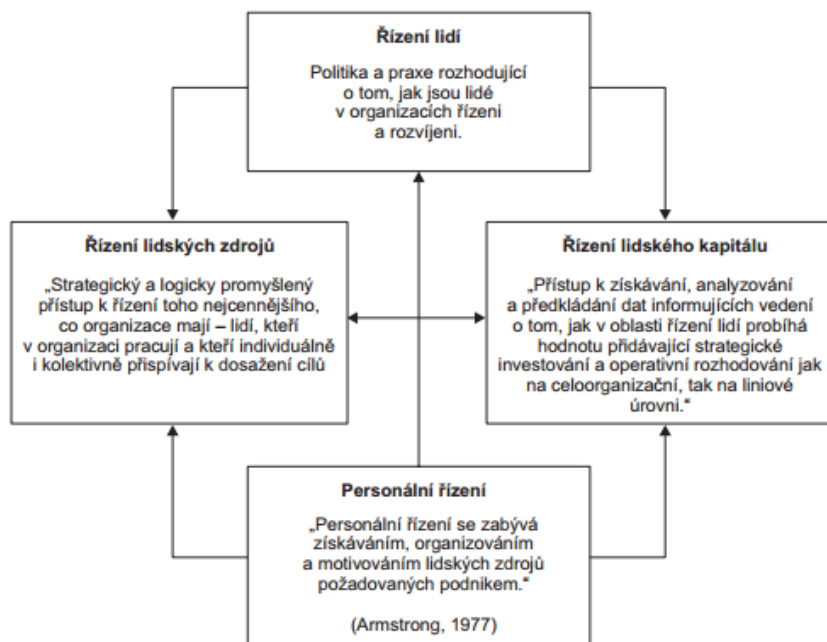 Řízení lidí
Politika a praxe rozhodující
o tom, jak jsou lidé
v organizacích řízeni
a rozvíjeni.
Řízení lidských zdrojů
„Strategický a logicky promyšlený
přístup k řízení toho nejcennějšího,
co organizace mají – lidí, kteří
v organizaci pracují a kteří individuálně
i kolektivně přispívají k dosažení cílů
Řízení lidského kapitálu
„Přístup k získávání, analyzování
a předkládání dat informujících vedení
o tom, jak v oblasti řízení lidí probíhá
hodnotu přidávající strategické
investování a operativní rozhodování jak
na celoorganizační, tak na liniové
úrovni.“
Personální řízení
„Personální řízení se zabývá
získáváním, organizováním
a motivováním lidských zdrojů
požadovaných podnikem.“
(Armstrong, 1977)